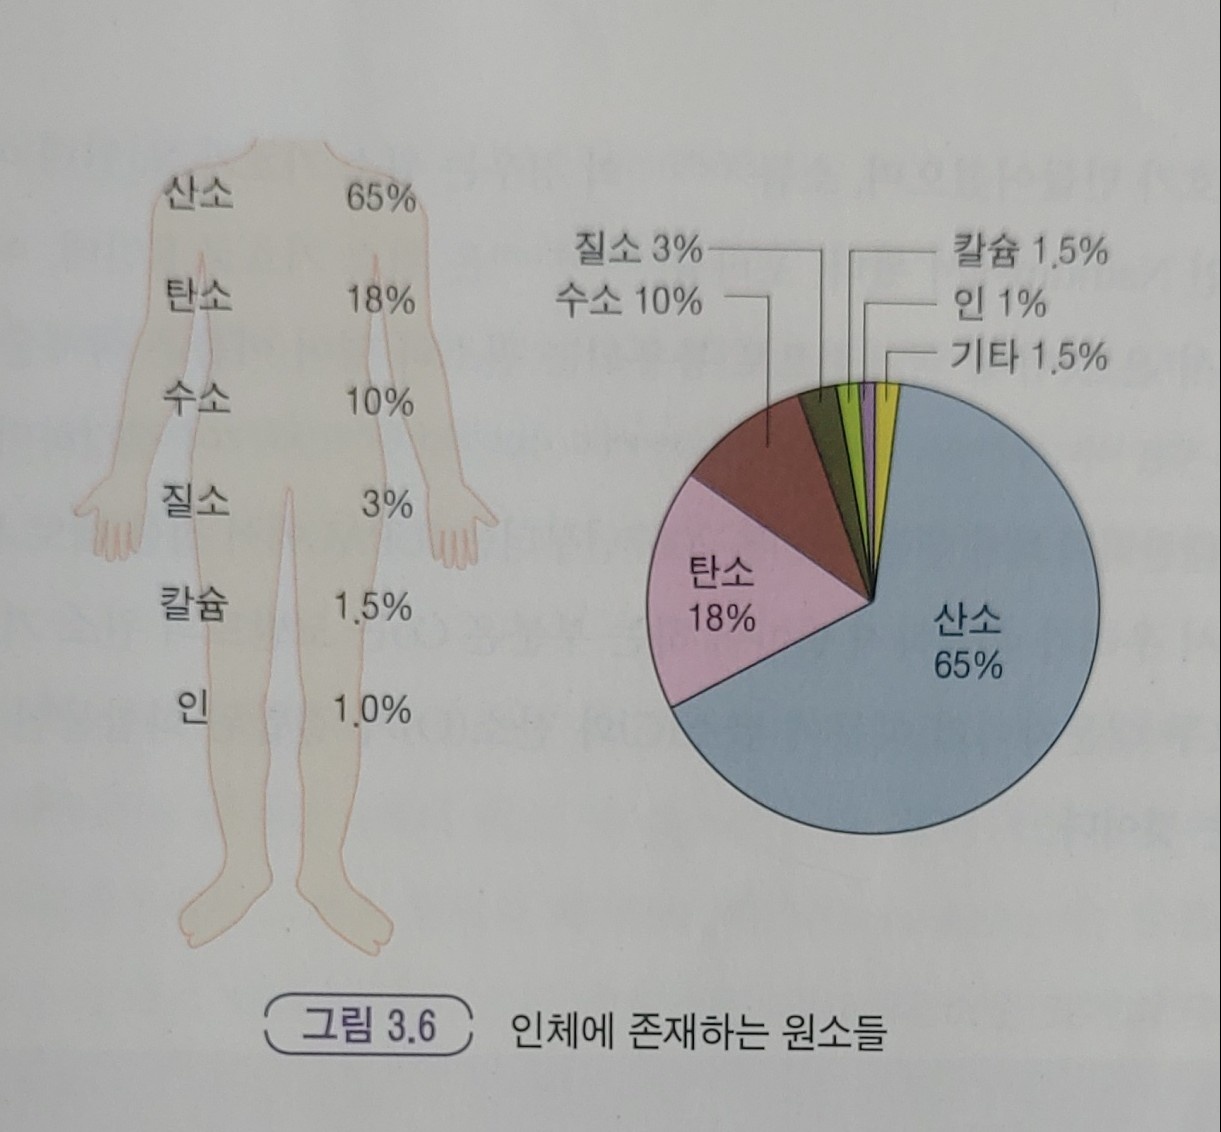 산소 65%
탄소 18%
수소 10%
질소 3%
칼슘 1.5%
인 1.0%
질소 3%
수소 10%
칼슘 1.5%
인 1%
기타 1.5%
탄소
18%
산소
65%
그림 3.6 인체에 존재하는 원소들